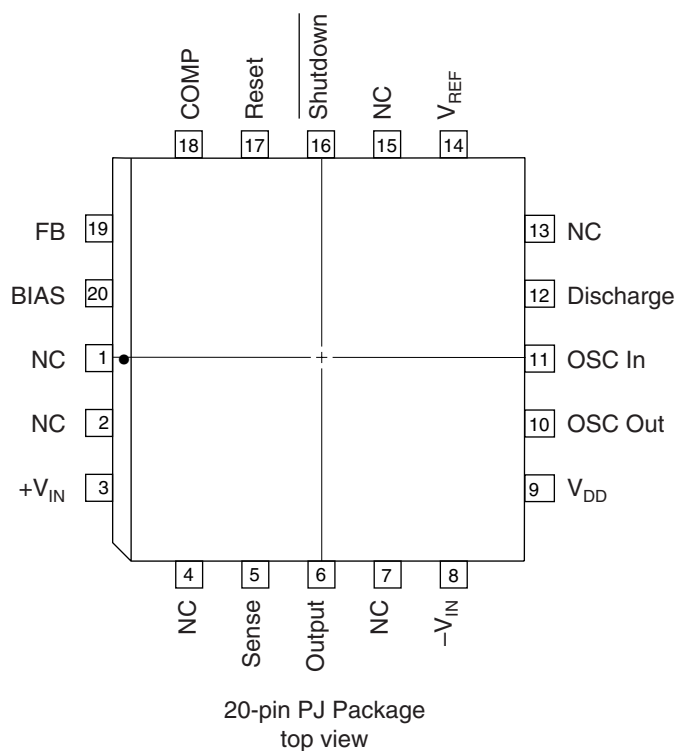 COMP
Reset
Shutdown
NC
VREF
18
17
16
15
14
FB 19
13 NC
BIAS 20
12 Discharge
NC 1
11 OSC In
NC 2
10 OSC Out
+VIN 3
9 VDD
4
5
6
7
8
NC
Sense
Output
NC
–VIN
20-pin PJ Package
top view